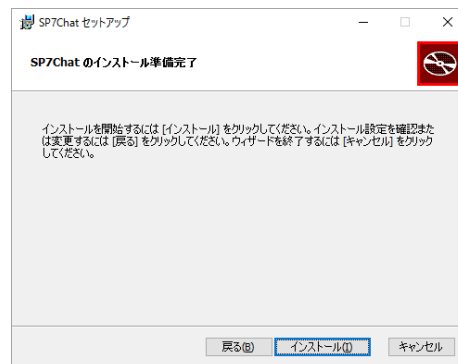 SP7Chat セットアップ
SP7Chat のインストール準備完了
インストールを開始するには [インストール] をクリックしてください。インストール設定を確認また
は変更するには [戻る] をクリックしてください。ウィザードを終了するには [キャンセル] をクリック
してください。
戻る(B) インストール(I) キャンセル